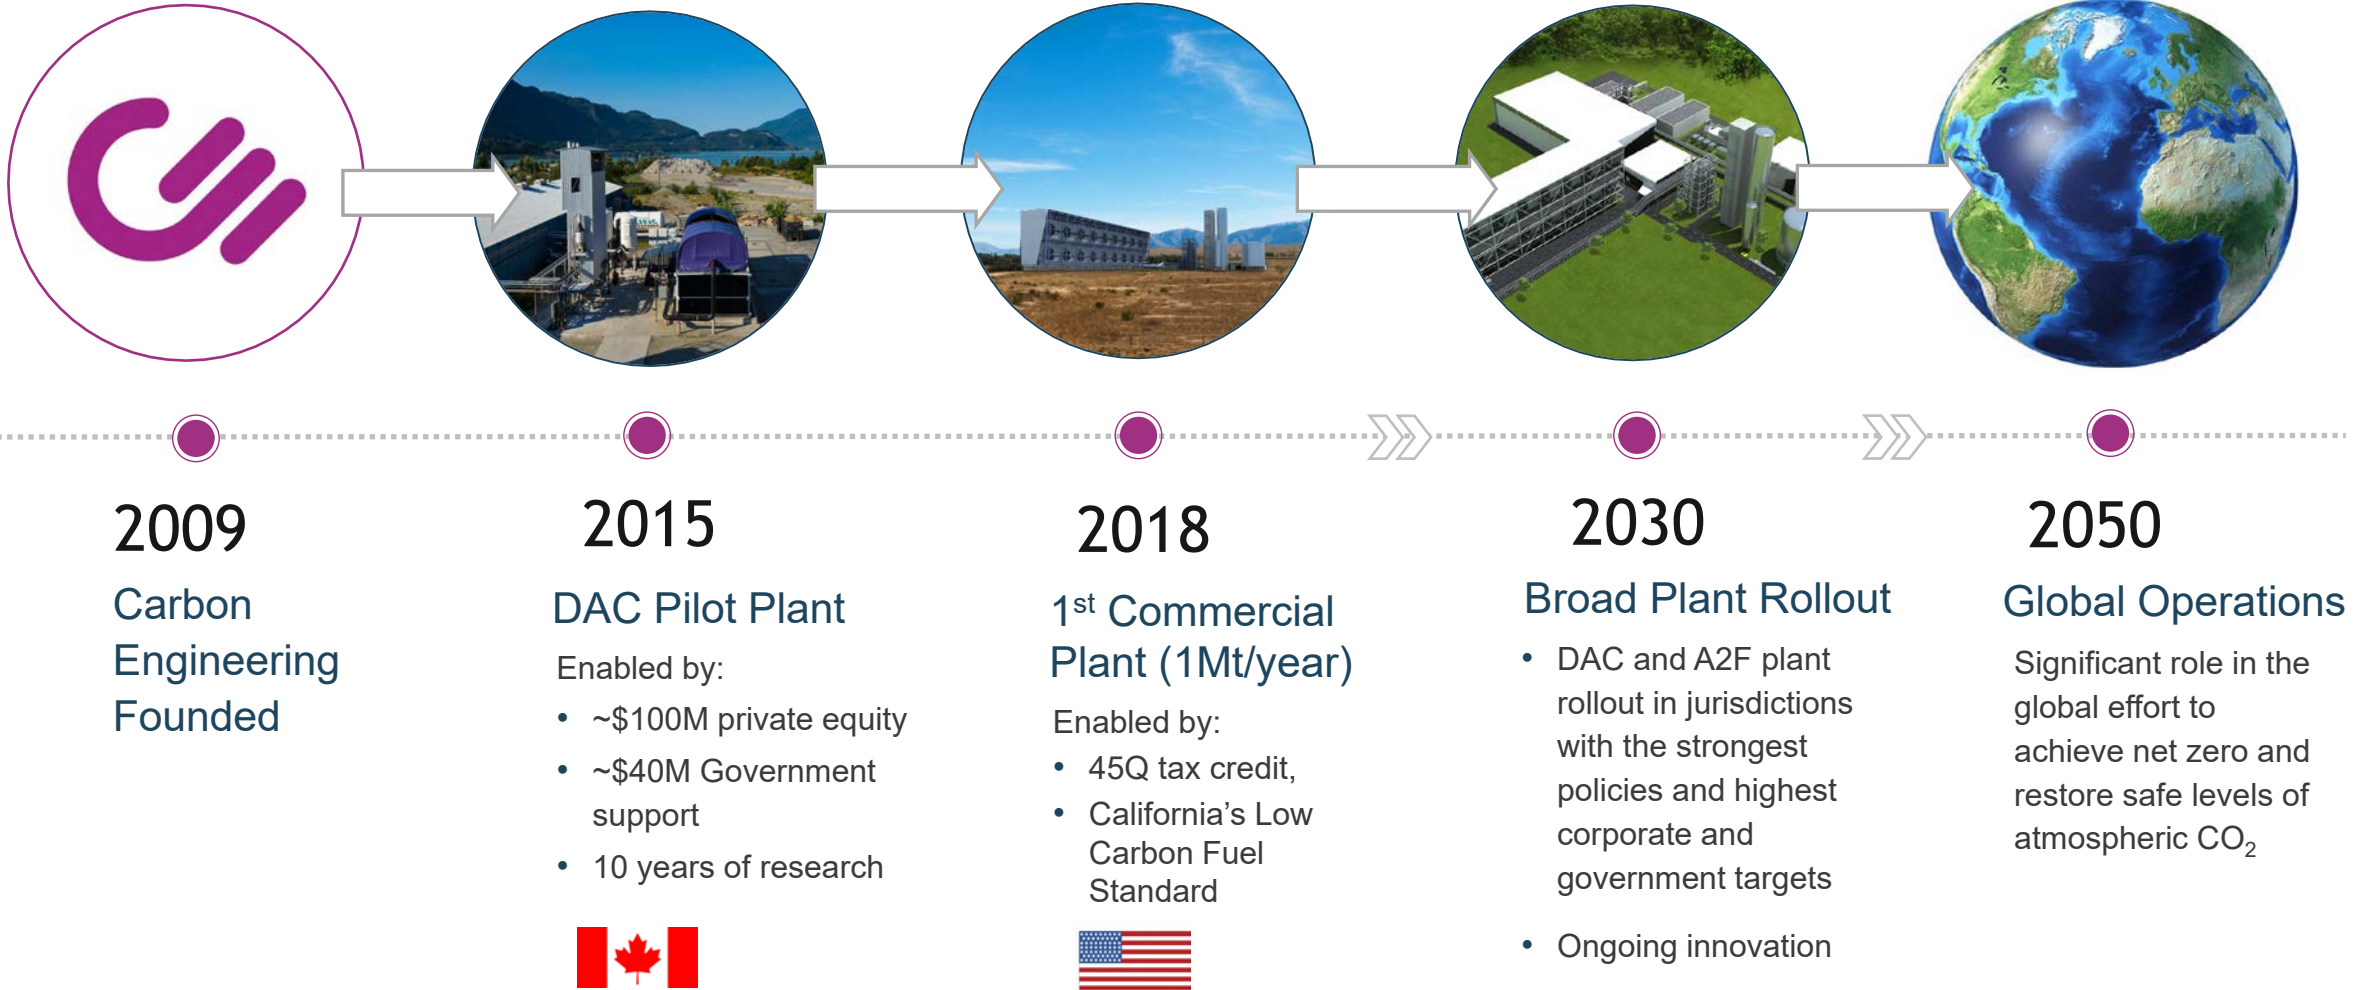 2009
Carbon
Engineering
Founded
2015
DAC Pilot Plant
Enabled by:
• ~$100M private equity
• ~$40M Government
support
• 10 years of research
2018
1st Commercial
Plant (1Mt/year)
Enabled by:
• 45Q tax credit,
• California’s Low
Carbon Fuel
Standard
2030
Broad Plant Rollout
• DAC and A2F plant
rollout in jurisdictions
with the strongest
policies and highest
corporate and
government targets
• Ongoing innovation
2050
Global Operations
Significant role in the
global effort to
achieve net zero and
restore safe levels of
atmospheric CO₂